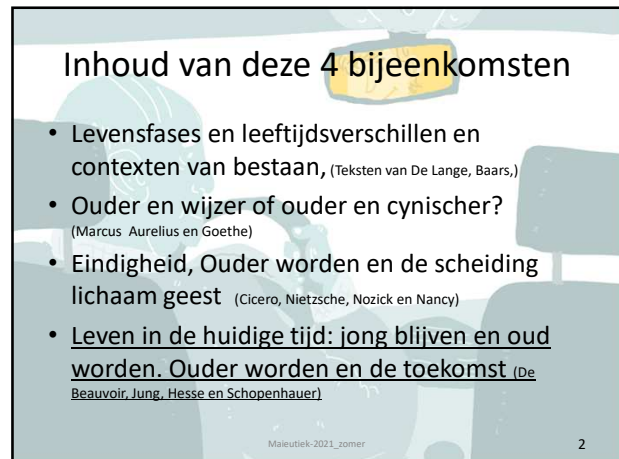 Inhoud van deze 4 bijeenkomsten
• Levensfases en leeftijdsverschillen en
contexten van bestaan, (Teksten van De Lange, Baars,)
• Ouder en wijzer of ouder en cynischer?
(Marcus Aurelius en Goethe)
• Eindigheid, Ouder worden en de scheiding
lichaam geest (Cicero, Nietzsche, Nozick en Nancy)
• Leven in de huidige tijd: jong blijven en oud
worden. Ouder worden en de toekomst (De
Beauvoir, Jung, Hesse en Schopenhauer)
Maieutiek-2021_zomer
2